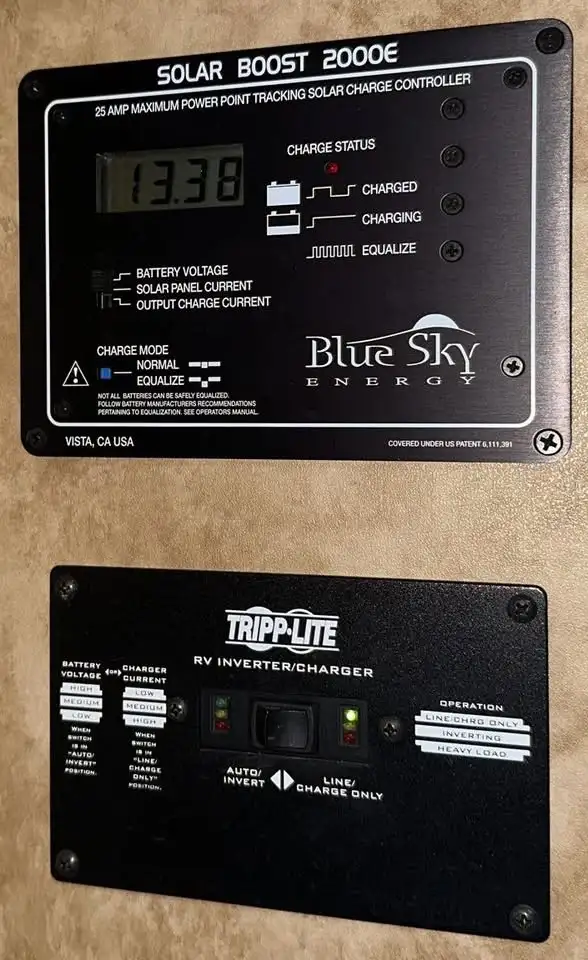 SOLAR BOOST 2000E
25 AMP MAXIMUM POWER POINT TRACKING SOLAR CHARGE CONTROLLER
13.38
CHARGE STATUS
CHARGED
CHARGING
EQUALIZE
BATTERY VOLTAGE
SOLAR PANEL CURRENT
OUTPUT CHARGE CURRENT
CHARGE MODE
NORMAL
EQUALIZE
NOT ALL BATTERIES CAN BE SAFELY EQUALIZED.
FOLLOW BATTERY MANUFACTURERS RECOMMENDATIONS
PERTAINING TO EQUALIZATION. SEE OPERATORS MANUAL.
Blue Sky
ENERGY
VISTA, CA USA
COVERED UNDER US PATENT 6,111,391
TRIPP·LITE
RV INVERTER/CHARGER
BATTERY VOLTAGE
HIGH
MEDIUM
LOW
WHEN
SWITCH
IS IN
"AUTO/
INVERT"
POSITION.
OR
CHARGER CURRENT
LOW
MEDIUM
HIGH
WHEN
SWITCH
IS IN
"LINE/
CHARGE
ONLY"
POSITION.
AUTO/
INVERT
LINE/
CHARGE ONLY
OPERATION
LINE/CHRG ONLY
INVERTING
HEAVY LOAD